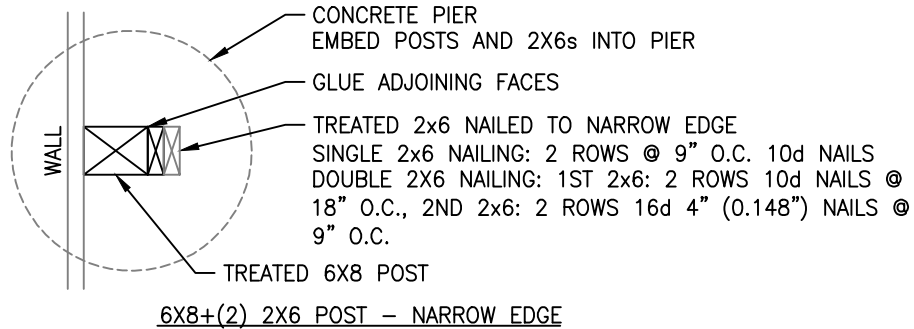 CONCRETE PIER
EMBED POSTS AND 2X6s INTO PIER
GLUE ADJOINING FACES
TREATED 2x6 NAILED TO NARROW EDGE
SINGLE 2x6 NAILING: 2 ROWS @ 9” O.C. 10d NAILS
DOUBLE 2X6 NAILING: 1ST 2x6: 2 ROWS 10d NAILS @
18” O.C., 2ND 2x6: 2 ROWS 16d 4” (0.148”) NAILS @
9” O.C.
WALL
TREATED 6X8 POST
6X8+(2) 2X6 POST – NARROW EDGE